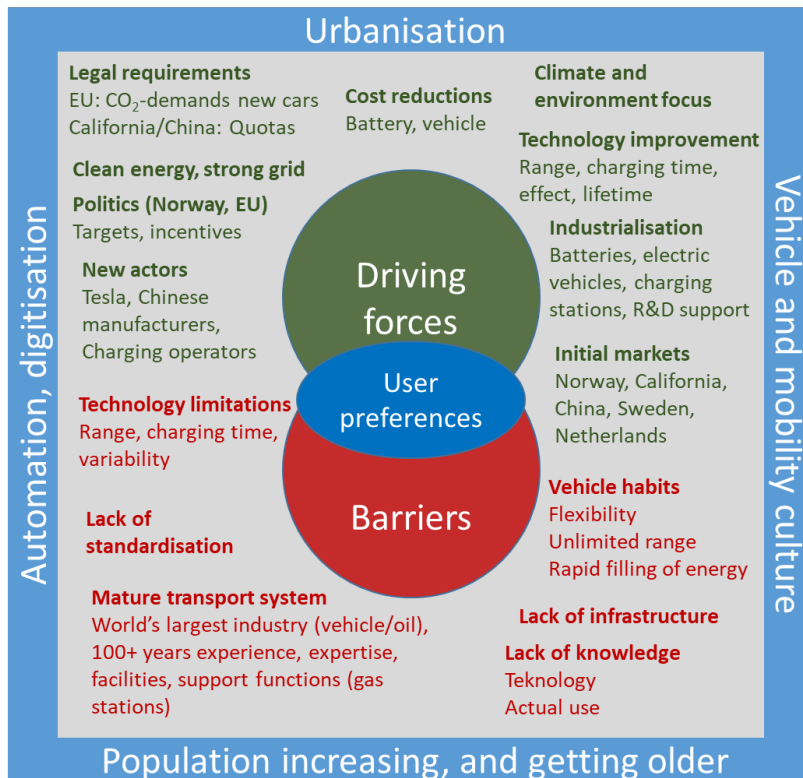 Urbanisation
Legal requirements
EU: CO₂-demands new cars
California/China: Quotas
Cost reductions
Battery, vehicle
Climate and
environment focus
Technology improvement
Range, charging time,
effect, lifetime
Clean energy, strong grid
Politics (Norway, EU)
Targets, incentives
Industrialisation
Batteries, electric
vehicles, charging
stations, R&D support
New actors
Tesla, Chinese
manufacturers,
Charging operators
Driving
forces
Initial markets
Norway, California,
China, Sweden,
Netherlands
User
preferences
Technology limitations
Range, charging time,
variability
Barriers
Vehicle habits
Flexibility
Unlimited range
Rapid filling of energy
Lack of
standardisation
Mature transport system
World's largest industry (vehicle/oil),
100+ years experience, expertise,
facilities, support functions (gas
stations)
Lack of infrastructure
Lack of knowledge
Teknology
Actual use
Automation, digitisation
Vehicle and mobility culture
Population increasing, and getting older